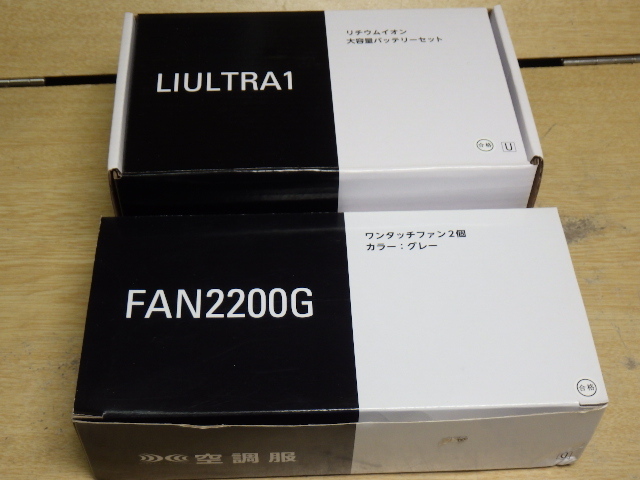 リチウムイオン
大容量バッテリーセット
LIULTRA1
合格
U
ワンタッチファン2個
カラー：グレー
FAN2200G
合格
空調服
U